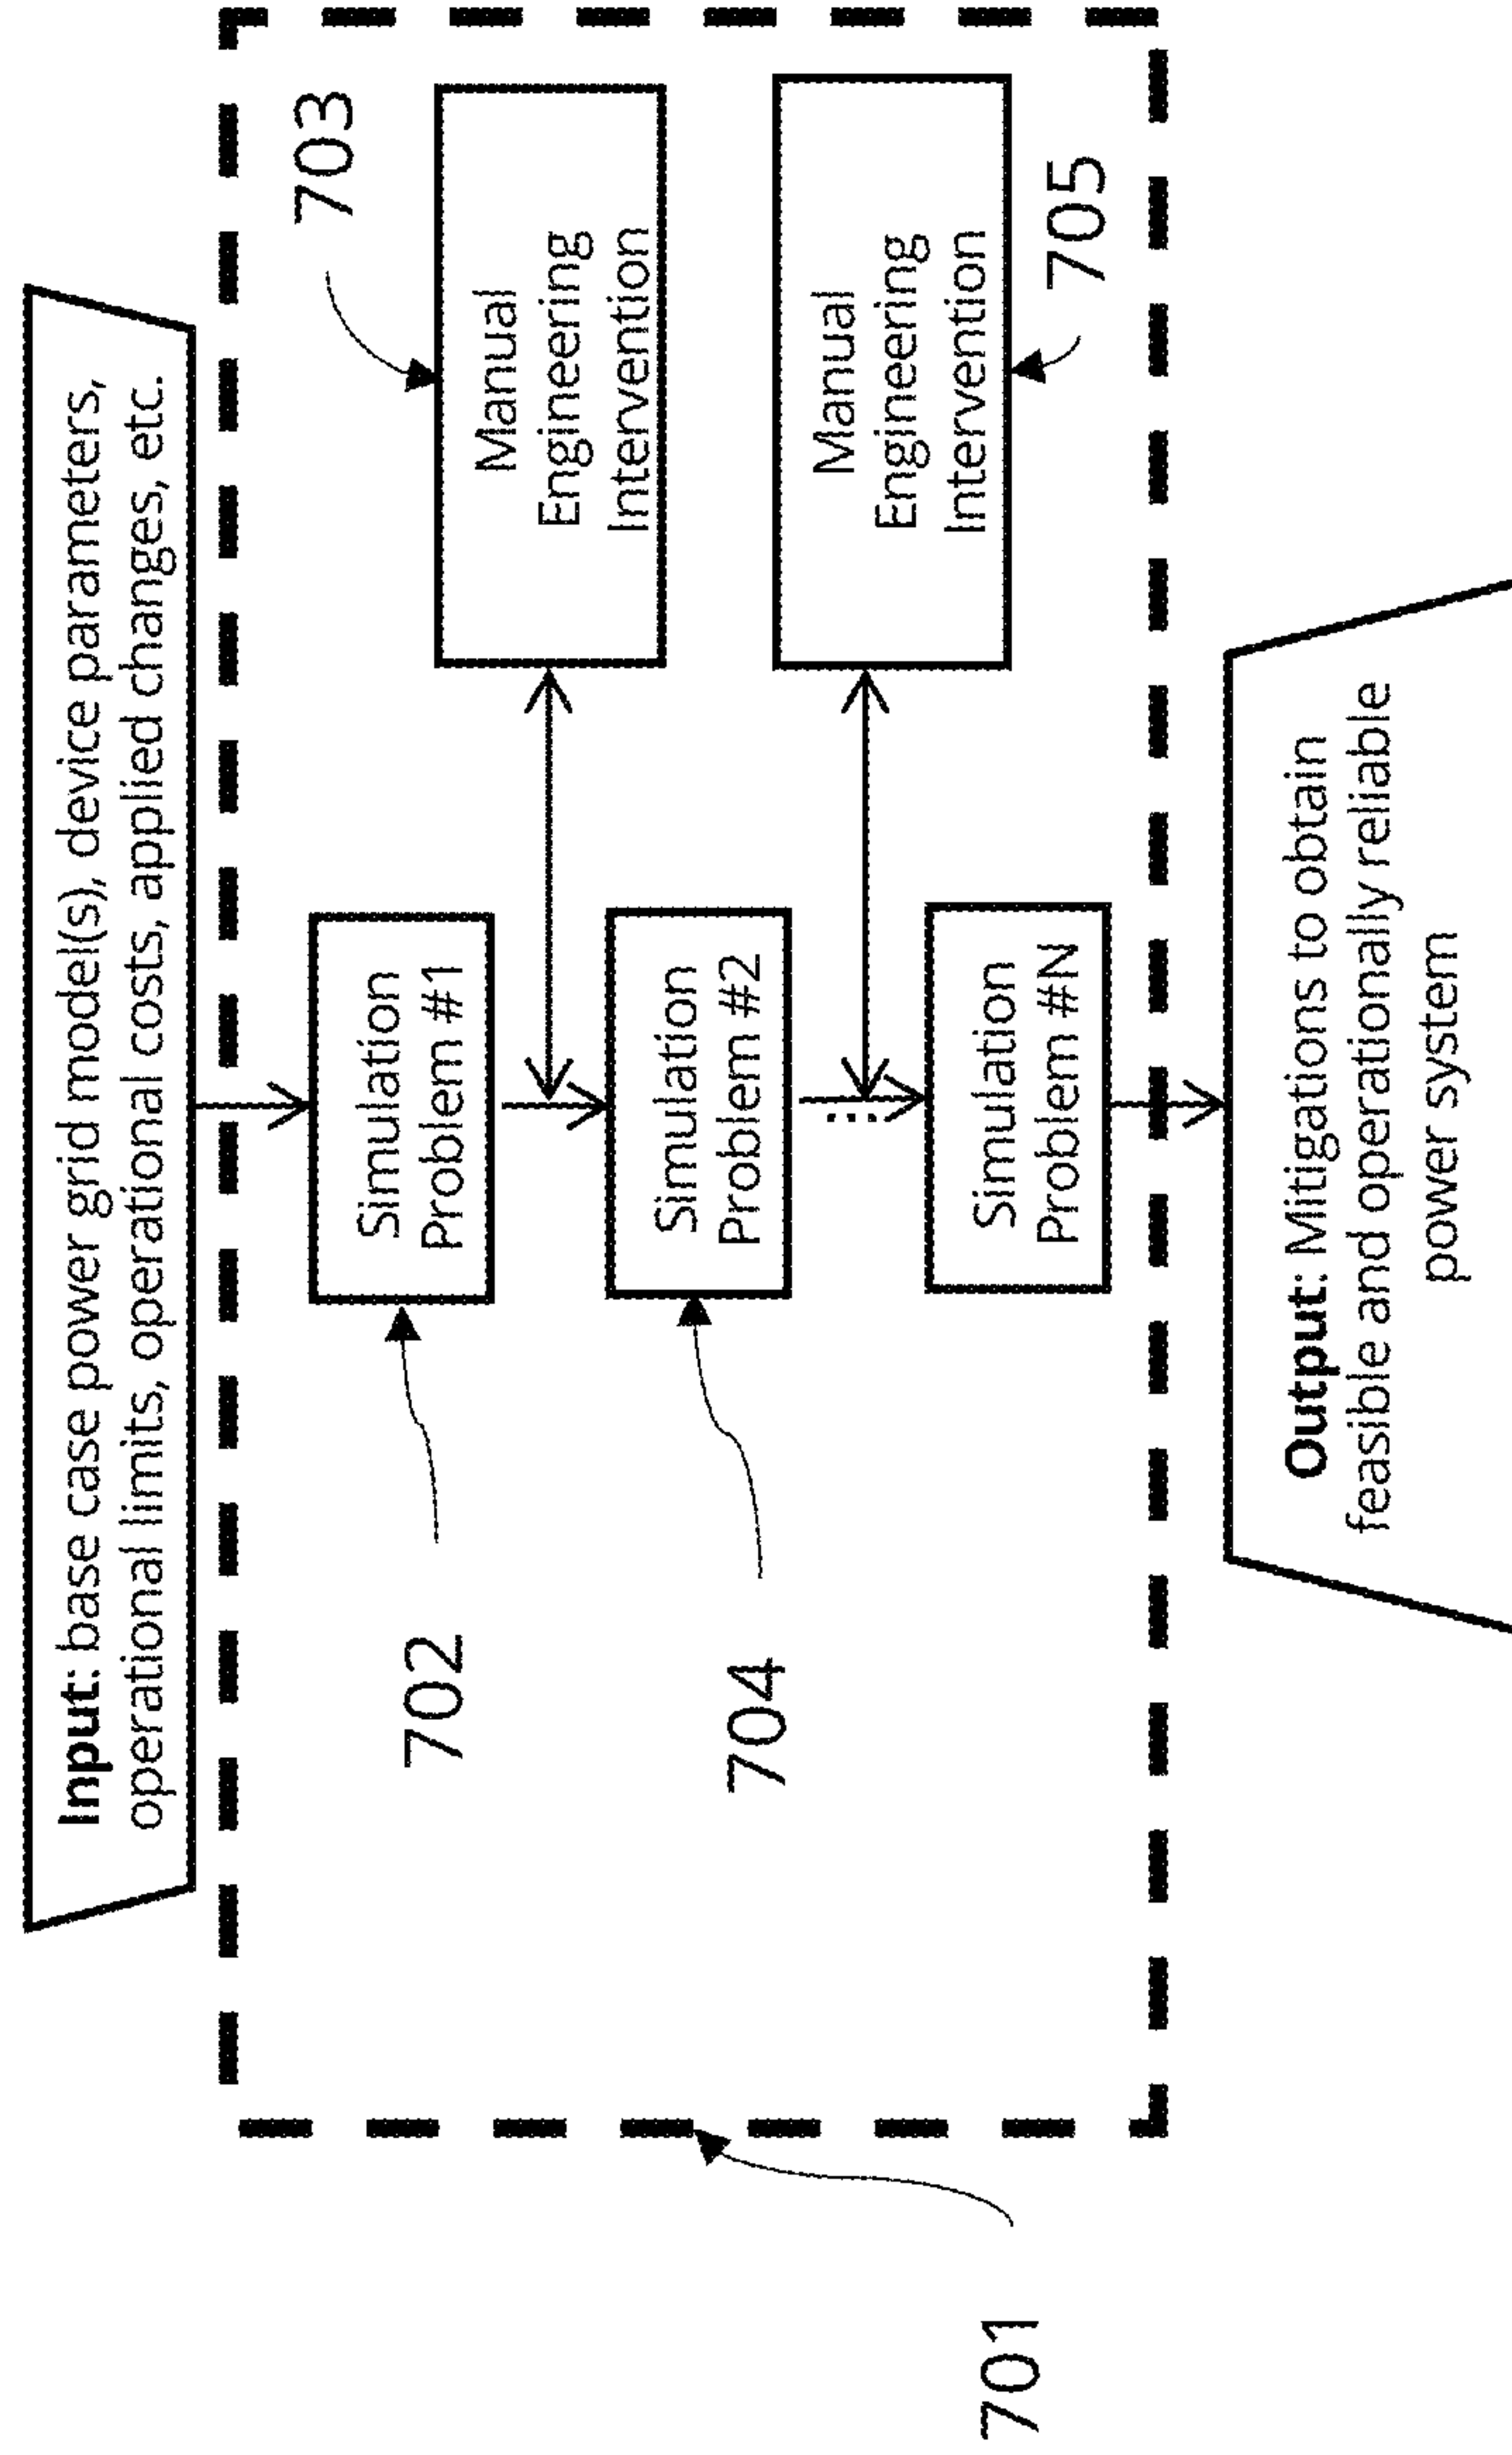 Input: base case power grid model(s), device parameters,
operational limits, operational costs, applied changes, etc.
703
702
Simulation
Problem #1
Manual
Engineering
Intervention
704
Simulation
Problem #2
Manual
Engineering
Intervention
...
705
701
Simulation
Problem #N
Output: Mitigations to obtain
feasible and operationally reliable
power system